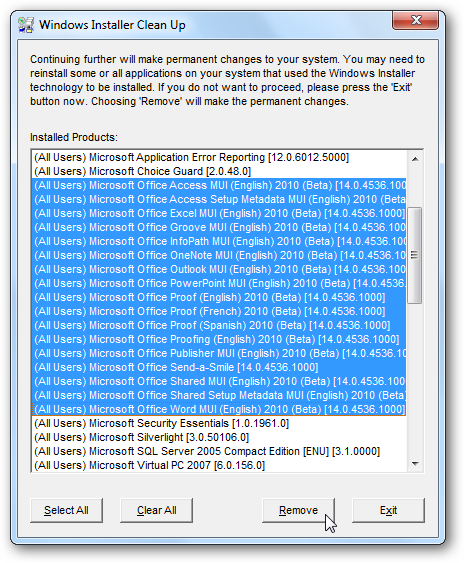 Windows Installer Clean Up
Continuing further will make permanent changes to your system. You may need to
reinstall some or all applications on your system that used the Windows Installer
technology to be installed. If you do not want to proceed, please press the 'Exit'
button now. Choosing 'Remove' will make the permanent changes.
Installed Products:
(All Users) Microsoft Application Error Reporting [12.0.6012.5000]
(All Users) Microsoft Choice Guard [2.0.48.0]
(All Users) Microsoft Office Access MUI (English) 2010 (Beta) [14.0.4536.100
(All Users) Microsoft Office Access Setup Metadata MUI (English) 2010 (Beta)
(All Users) Microsoft Office Excel MUI (English) 2010 (Beta) [14.0.4536.1000]
(All Users) Microsoft Office Groove MUI (English) 2010 (Beta) [14.0.4536.100
(All Users) Microsoft Office InfoPath MUI (English) 2010 (Beta) [14.0.4536.10
(All Users) Microsoft Office OneNote MUI (English) 2010 (Beta) [14.0.4536.10
(All Users) Microsoft Office Outlook MUI (English) 2010 (Beta) [14.0.4536.100
(All Users) Microsoft Office PowerPoint MUI (English) 2010 (Beta) [14.0.4536.
(All Users) Microsoft Office Proof (English) 2010 (Beta) [14.0.4536.1000]
(All Users) Microsoft Office Proof (French) 2010 (Beta) [14.0.4536.1000]
(All Users) Microsoft Office Proof (Spanish) 2010 (Beta) [14.0.4536.1000]
(All Users) Microsoft Office Proofing (English) 2010 (Beta) [14.0.4536.1000]
(All Users) Microsoft Office Publisher MUI (English) 2010 (Beta) [14.0.4536.10
(All Users) Microsoft Office Send-a-Smile [14.0.4536.1000]
(All Users) Microsoft Office Shared MUI (English) 2010 (Beta) [14.0.4536.1000
(All Users) Microsoft Office Shared Setup Metadata MUI (English) 2010 (Beta)
(All Users) Microsoft Office Word MUI (English) 2010 (Beta) [14.0.4536.1000]
(All Users) Microsoft Security Essentials [1.0.1961.0]
(All Users) Microsoft Silverlight [3.0.50106.0]
(All Users) Microsoft SQL Server 2005 Compact Edition [ENU] [3.1.0000]
(All Users) Microsoft Virtual PC 2007 [6.0.156.0]
Select All Clear All Remove Exit